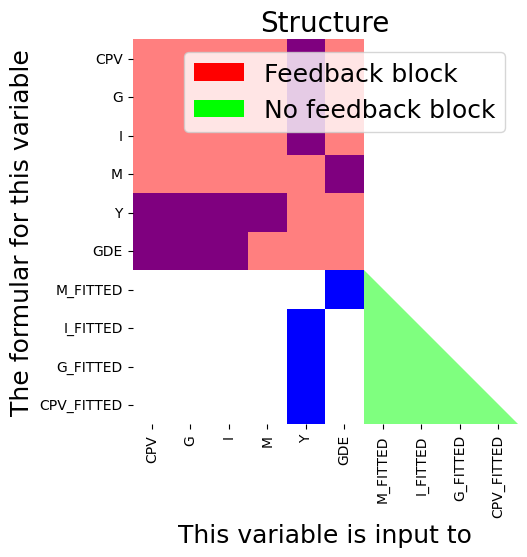 Structure
The formular for this variable
CPV
G
I
M
Y
GDE
M_FITTED
I_FITTED
G_FITTED
CPV_FITTED
Feedback block
No feedback block
CPV
G
I
M
Y
GDE
M_FITTED
I_FITTED
G_FITTED
CPV_FITTED
This variable is input to